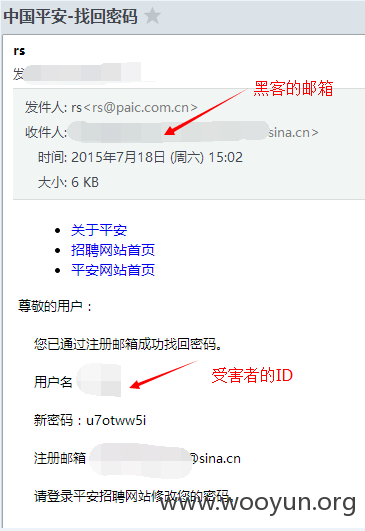 中国平安-找回密码
rs
发
发件人: rs<rs@paic.com.cn>
黑客的邮箱
收件人: sina.cn>
时间: 2015年7月18日 (周六) 15:02
大小: 6 KB
关于平安
招聘网站首页
平安网站首页
尊敬的用户：
您已通过注册邮箱成功找回密码。
用户名
受害者的ID
新密码：u7otww5i
注册邮箱 @sina.cn
请登录平安招聘网站修改您的密码
www.wooyun.org